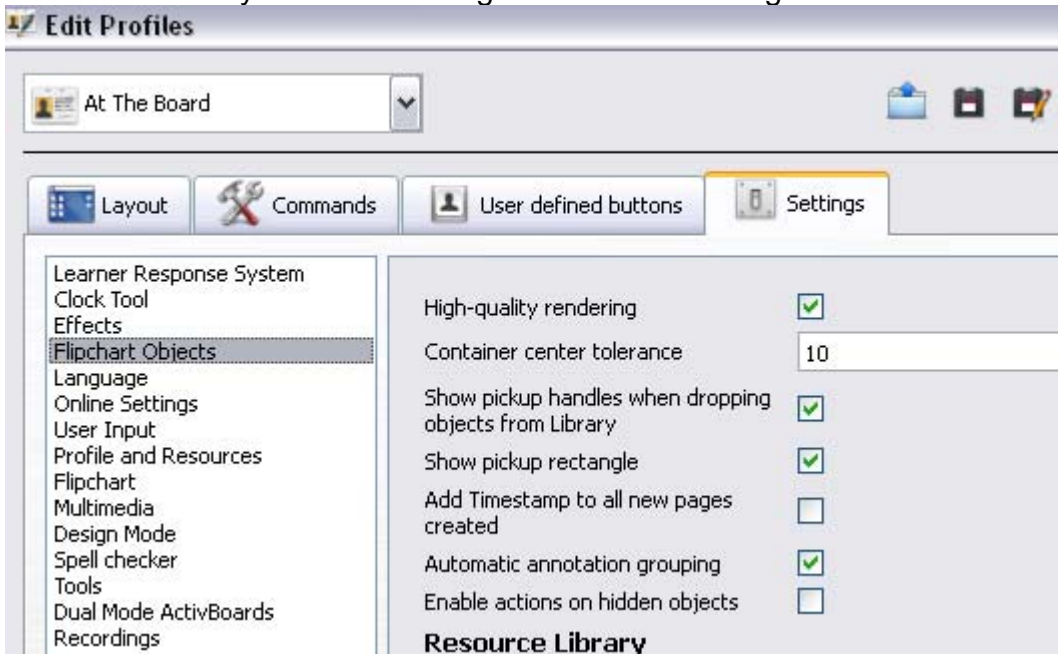 Edit Profiles
At The Board
Layout
Commands
User defined buttons
Settings
Learner Response System
Clock Tool
Effects
Flipchart Objects
Language
Online Settings
User Input
Profile and Resources
Flipchart
Multimedia
Design Mode
Spell checker
Tools
Dual Mode ActivBoards
Recordings
High-quality rendering
Container center tolerance
10
Show pickup handles when dropping
objects from Library
Show pickup rectangle
Add Timestamp to all new pages
created
Automatic annotation grouping
Enable actions on hidden objects
Resource Library